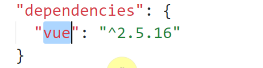 "dependencies": {
"vue": "^2.5.16"
}